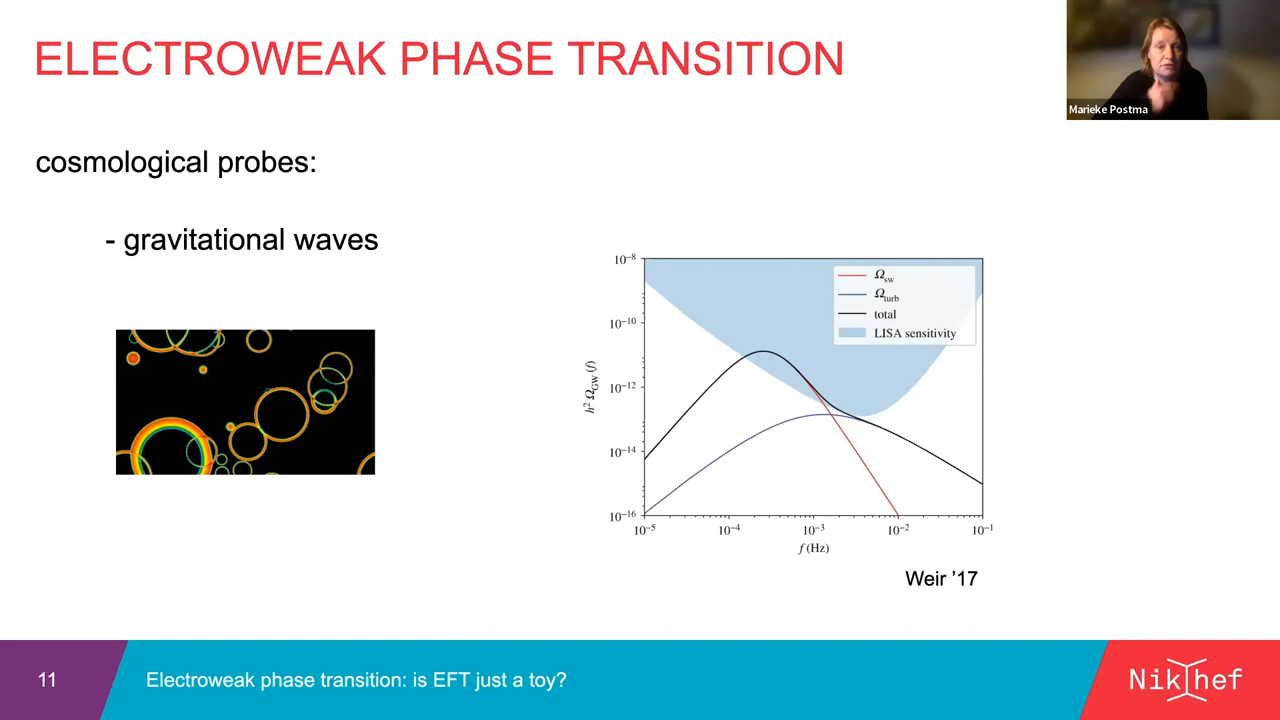 ELECTROWEAK PHASE TRANSITION
Marieke Postma
cosmological probes:
- gravitational waves
10⁻⁸
10⁻¹⁰
10⁻¹²
10⁻¹⁴
10⁻¹⁶
h² Ω_GW (f)
Ω_sw
Ω_turb
total
LISA sensitivity
10⁻⁵ 10⁻⁴ 10⁻³ 10⁻² 10⁻¹
f (Hz)
Weir ’17
11
Electroweak phase transition: is EFT just a toy?
Nikhef